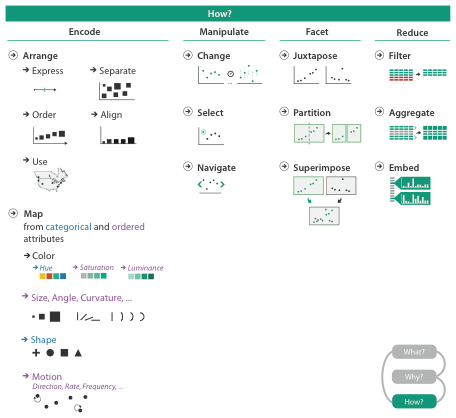 How?
Encode
Manipulate
Facet
Reduce
Arrange
Express
Separate
Order
Align
Use
Change
Juxtapose
Filter
Select
Partition
Aggregate
Navigate
Superimpose
Embed
Map
from categorical and ordered
attributes
Color
Hue
Saturation
Luminance
Size, Angle, Curvature, ...
Shape
Motion
Direction, Rate, Frequency, ...
What?
Why?
How?